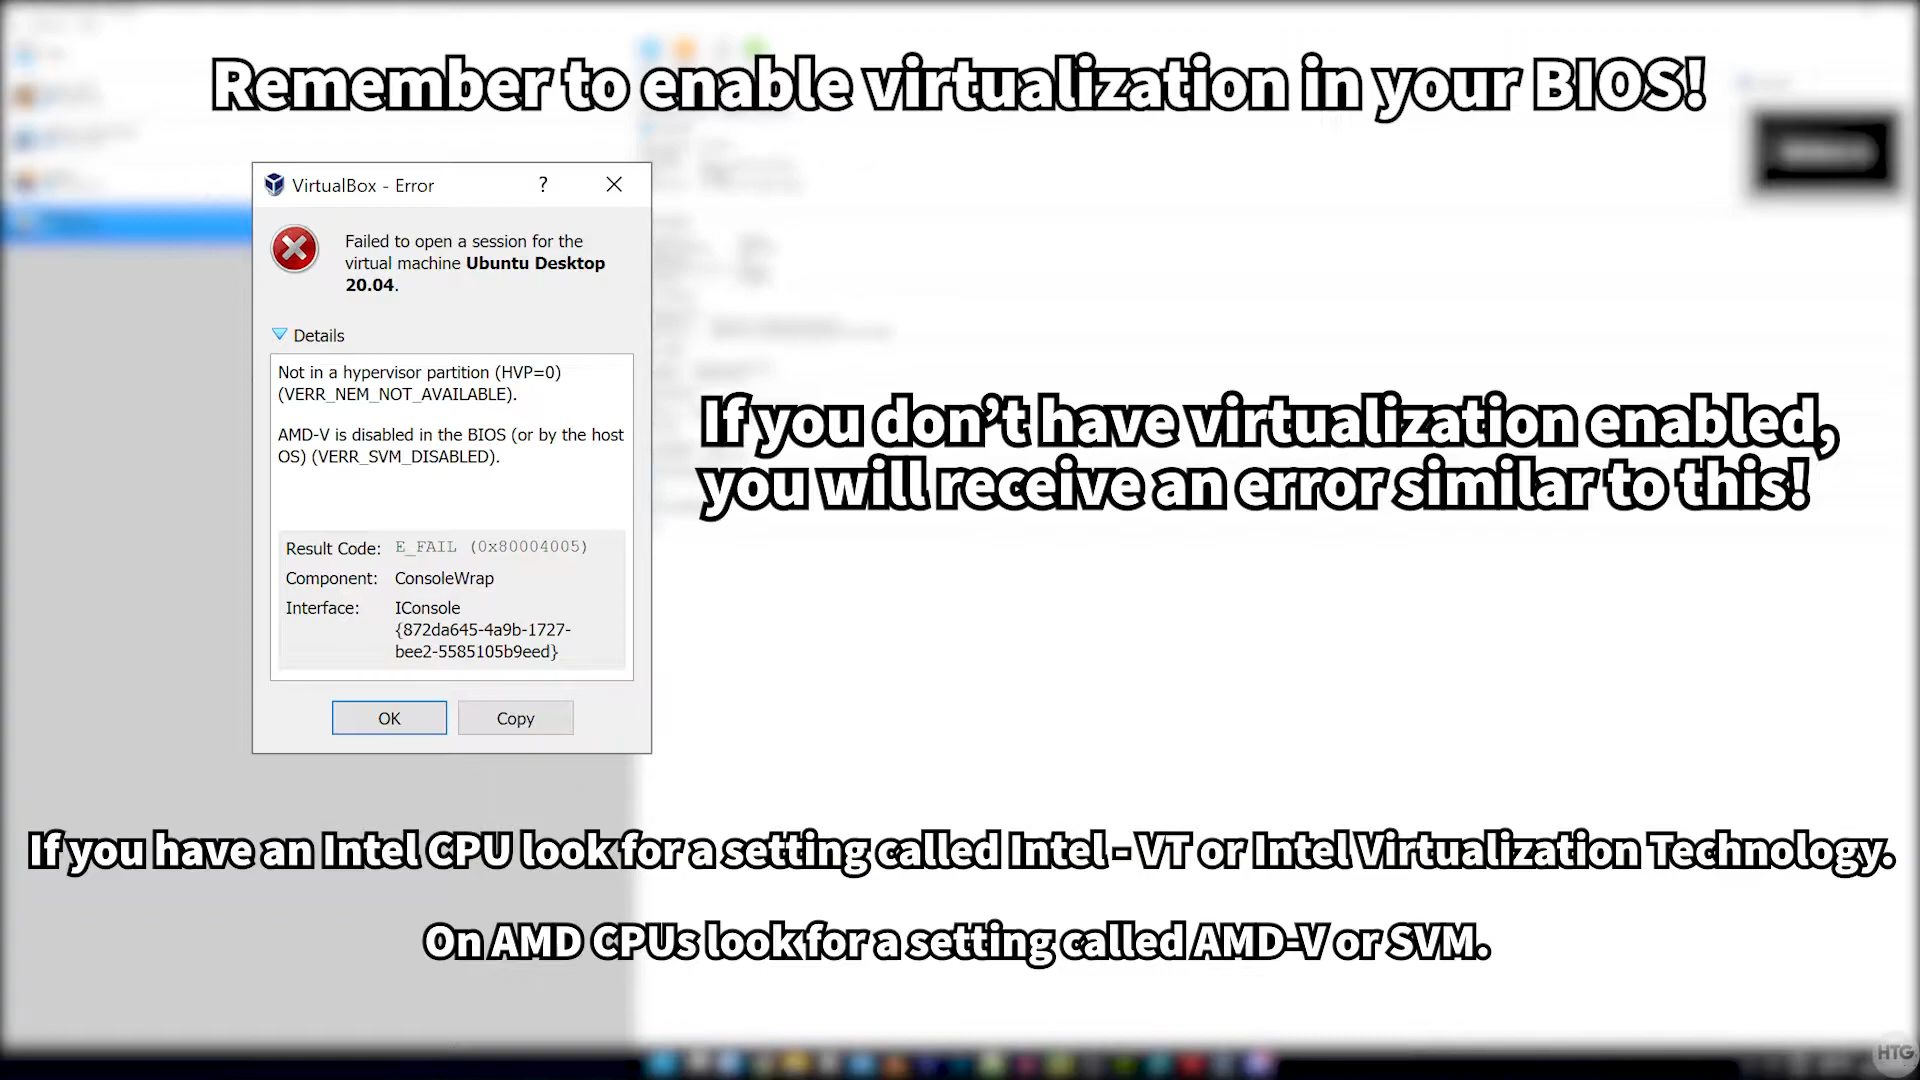 Remember to enable virtualization in your BIOS!
VirtualBox - Error
?
Failed to open a session for the
virtual machine Ubuntu Desktop
20.04.
Details
Not in a hypervisor partition (HVP=0)
(VERR_NEM_NOT_AVAILABLE).
AMD-V is disabled in the BIOS (or by the host
OS) (VERR_SVM_DISABLED).
Result Code: E_FAIL (0x80004005)
Component: ConsoleWrap
Interface: IConsole
{872da645-4a9b-1727-
bee2-5585105b9eed}
OK
Copy
If you don’t have virtualization enabled,
you will receive an error similar to this!
If you have an Intel CPU look for a setting called Intel - VT or Intel Virtualization Technology.
On AMD CPUs look for a setting called AMD-V or SVM.
HTG